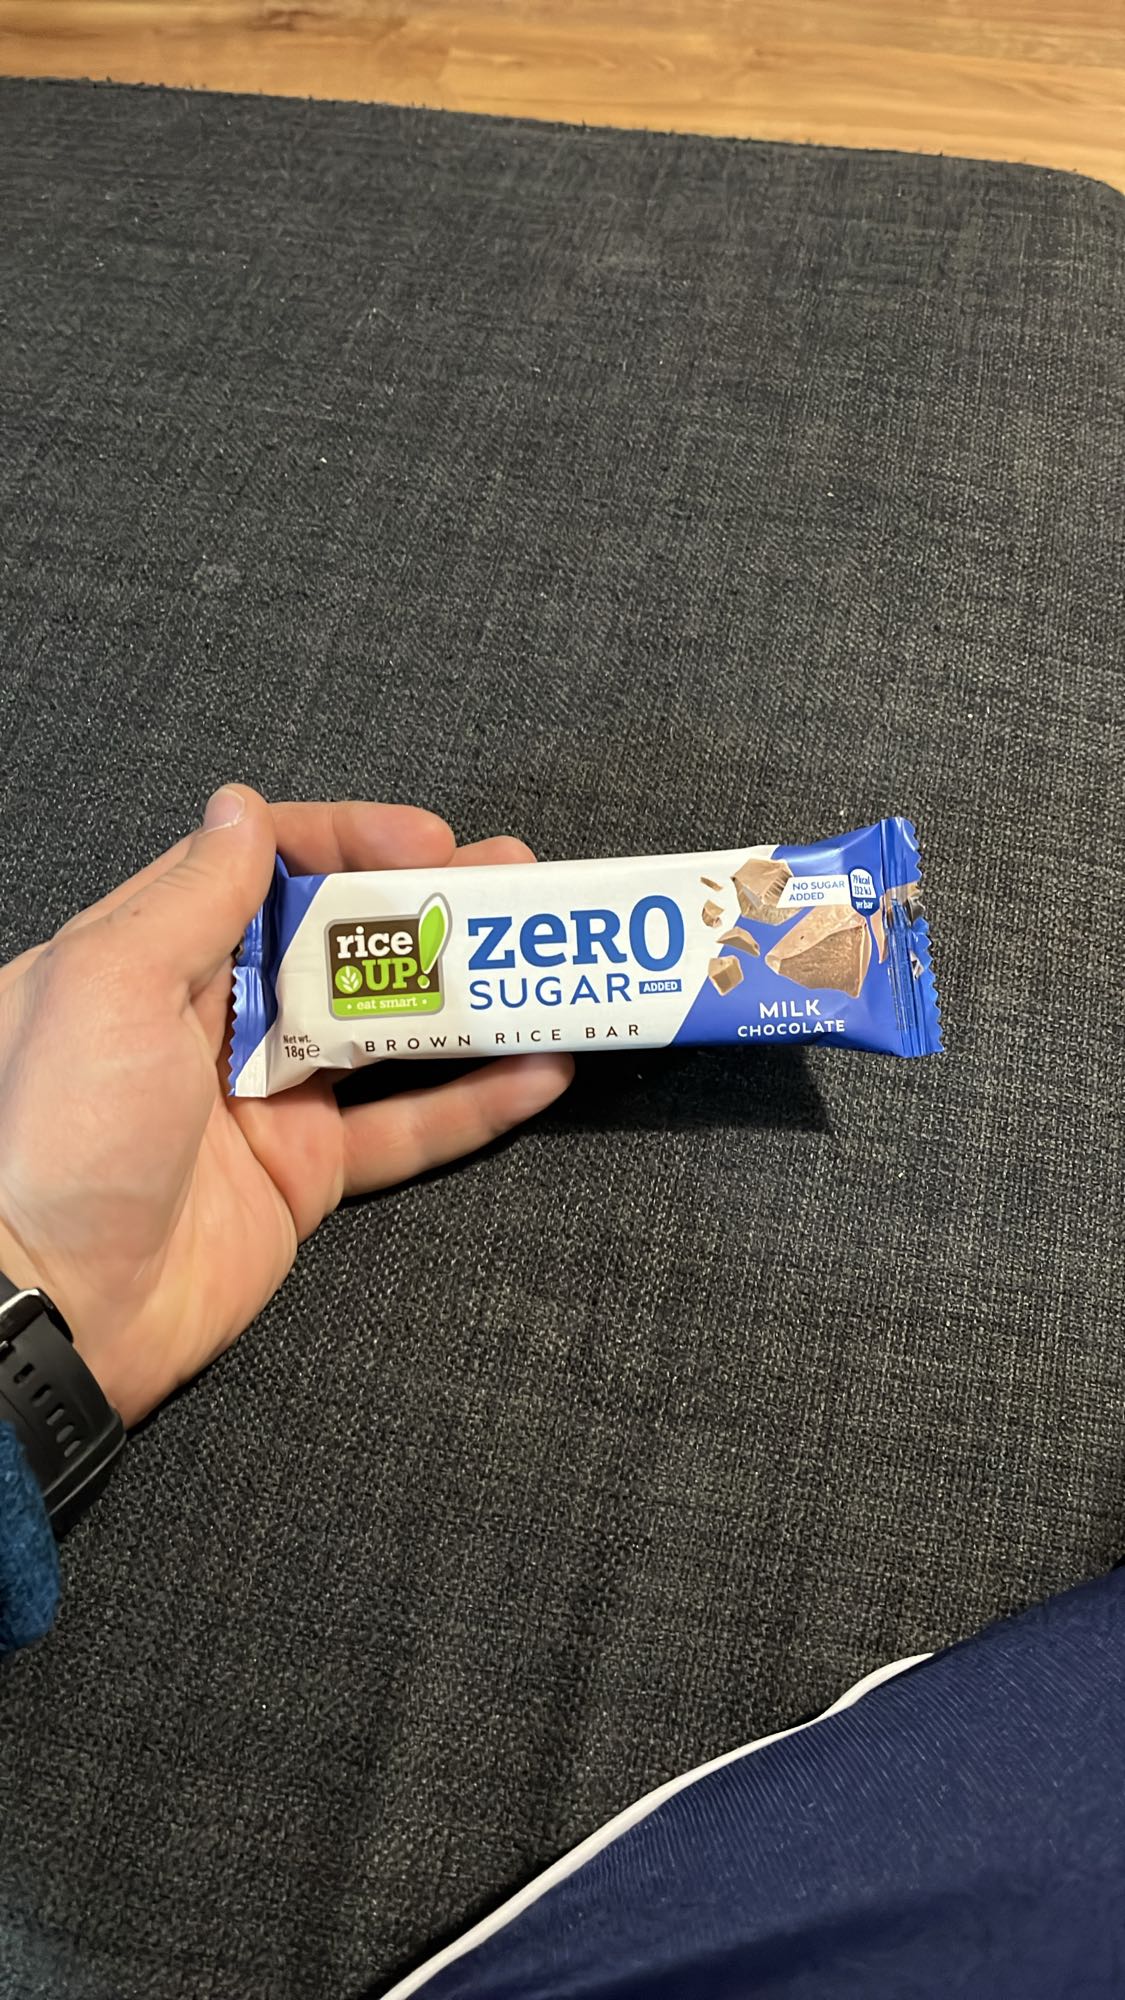 rice
UP!
• eat smart •
Net wt.
18g e
zero
SUGAR ADDED
BROWN RICE BAR
NO SUGAR
ADDED
79 kcal
332 kJ
per bar
MILK
CHOCOLATE